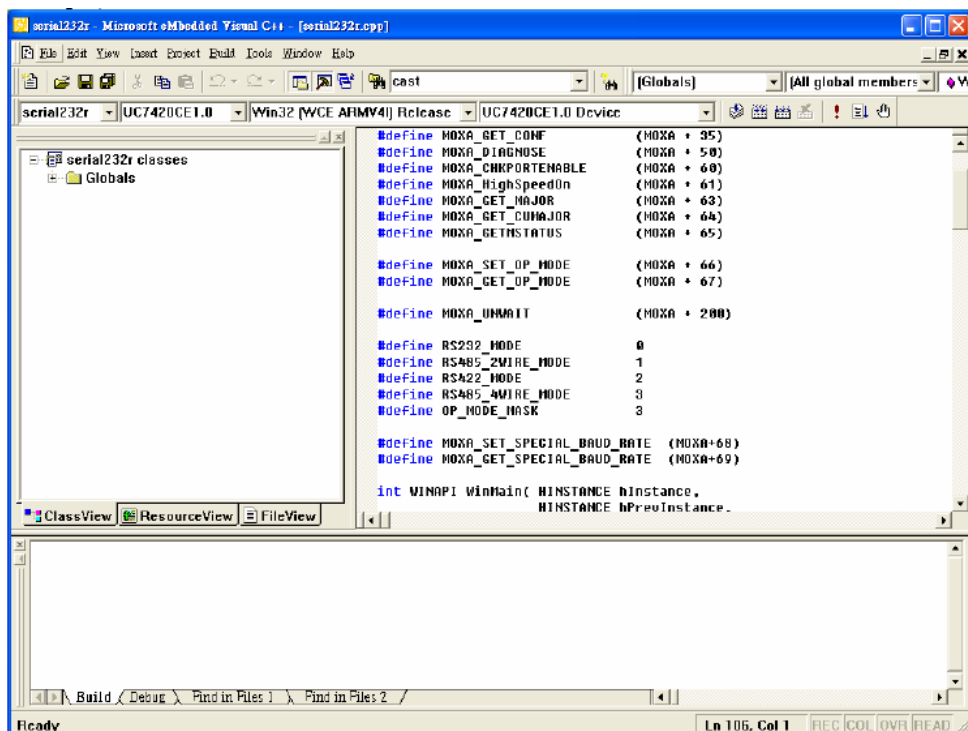 serial232r - Microsoft eMbedded Visual C++ - [serial232r.cpp]
File Edit View Insert Project Build Tools Window Help
cast [Globals] [All global members W
serial232r UC7420CE1.0 Win32 [WCE ARMV4I] Release UC7420CE1.0 Device
serial232r classes
Globals
ClassView ResourceView FileView
#define MOXA_GET_CONF (MOXA + 35)
#define MOXA_DIAGNOSE (MOXA + 50)
#define MOXA_CHKPORTENABLE (MOXA + 60)
#define MOXA_HighSpeedOn (MOXA + 61)
#define MOXA_GET_MAJOR (MOXA + 63)
#define MOXA_GET_CUMAJOR (MOXA + 64)
#define MOXA_GETMSTATUS (MOXA + 65)
#define MOXA_SET_OP_MODE (MOXA + 66)
#define MOXA_GET_OP_MODE (MOXA + 67)
#define MOXA_UNWAIT (MOXA + 200)
#define RS232_MODE 0
#define RS485_2WIRE_MODE 1
#define RS422_MODE 2
#define RS485_4WIRE_MODE 3
#define OP_MODE_MASK 3
#define MOXA_SET_SPECIAL_BAUD_RATE (MOXA+68)
#define MOXA_GET_SPECIAL_BAUD_RATE (MOXA+69)
int WINAPI WinMain( HINSTANCE hInstance,
HINSTANCE hPrevInstance,
Build Debug Find in Files 1 Find in Files 2
Ready Ln 106, Col 1 REC COL OVR READ